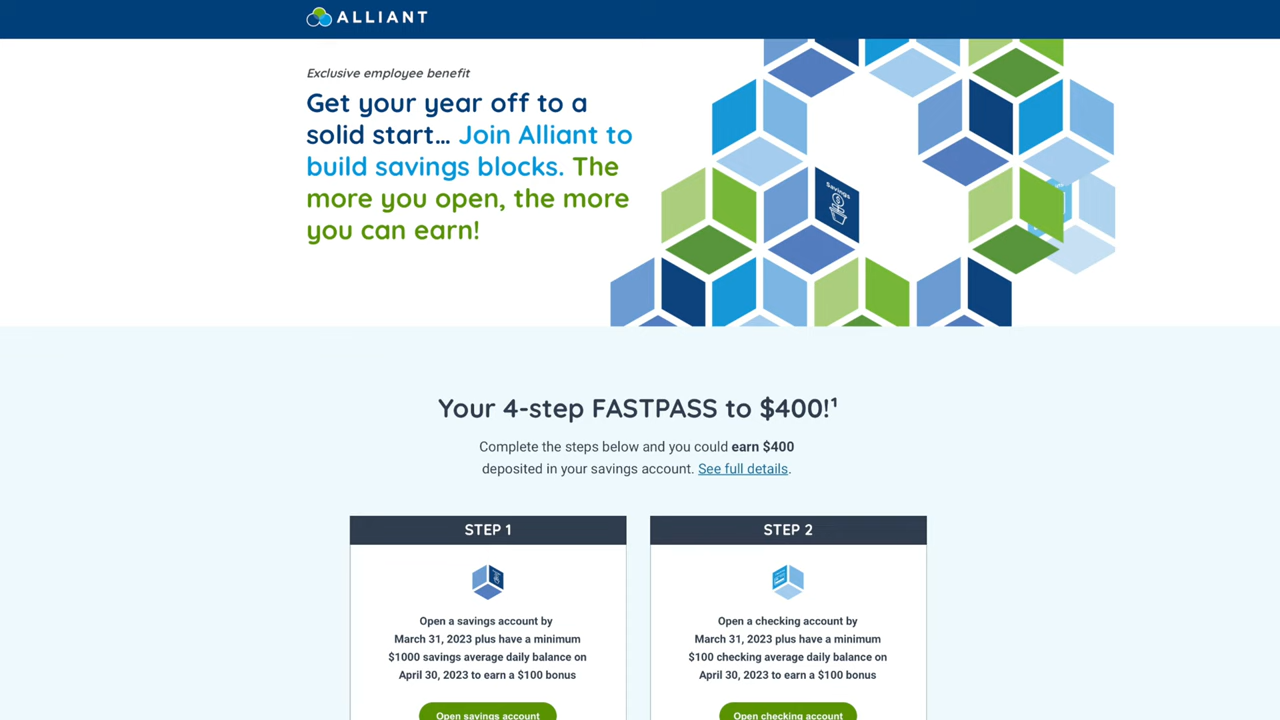 ALLIANT
Exclusive employee benefit
Get your year off to a
solid start... Join Alliant to
build savings blocks. The
more you open, the more
you can earn!
Savings
Your 4-step FASTPASS to $400!¹
Complete the steps below and you could earn $400
deposited in your savings account. See full details.
STEP 1
Open a savings account by
March 31, 2023 plus have a minimum
$1000 savings average daily balance on
April 30, 2023 to earn a $100 bonus
Open savings account
STEP 2
Open a checking account by
March 31, 2023 plus have a minimum
$100 checking average daily balance on
April 30, 2023 to earn a $100 bonus
Open checking account